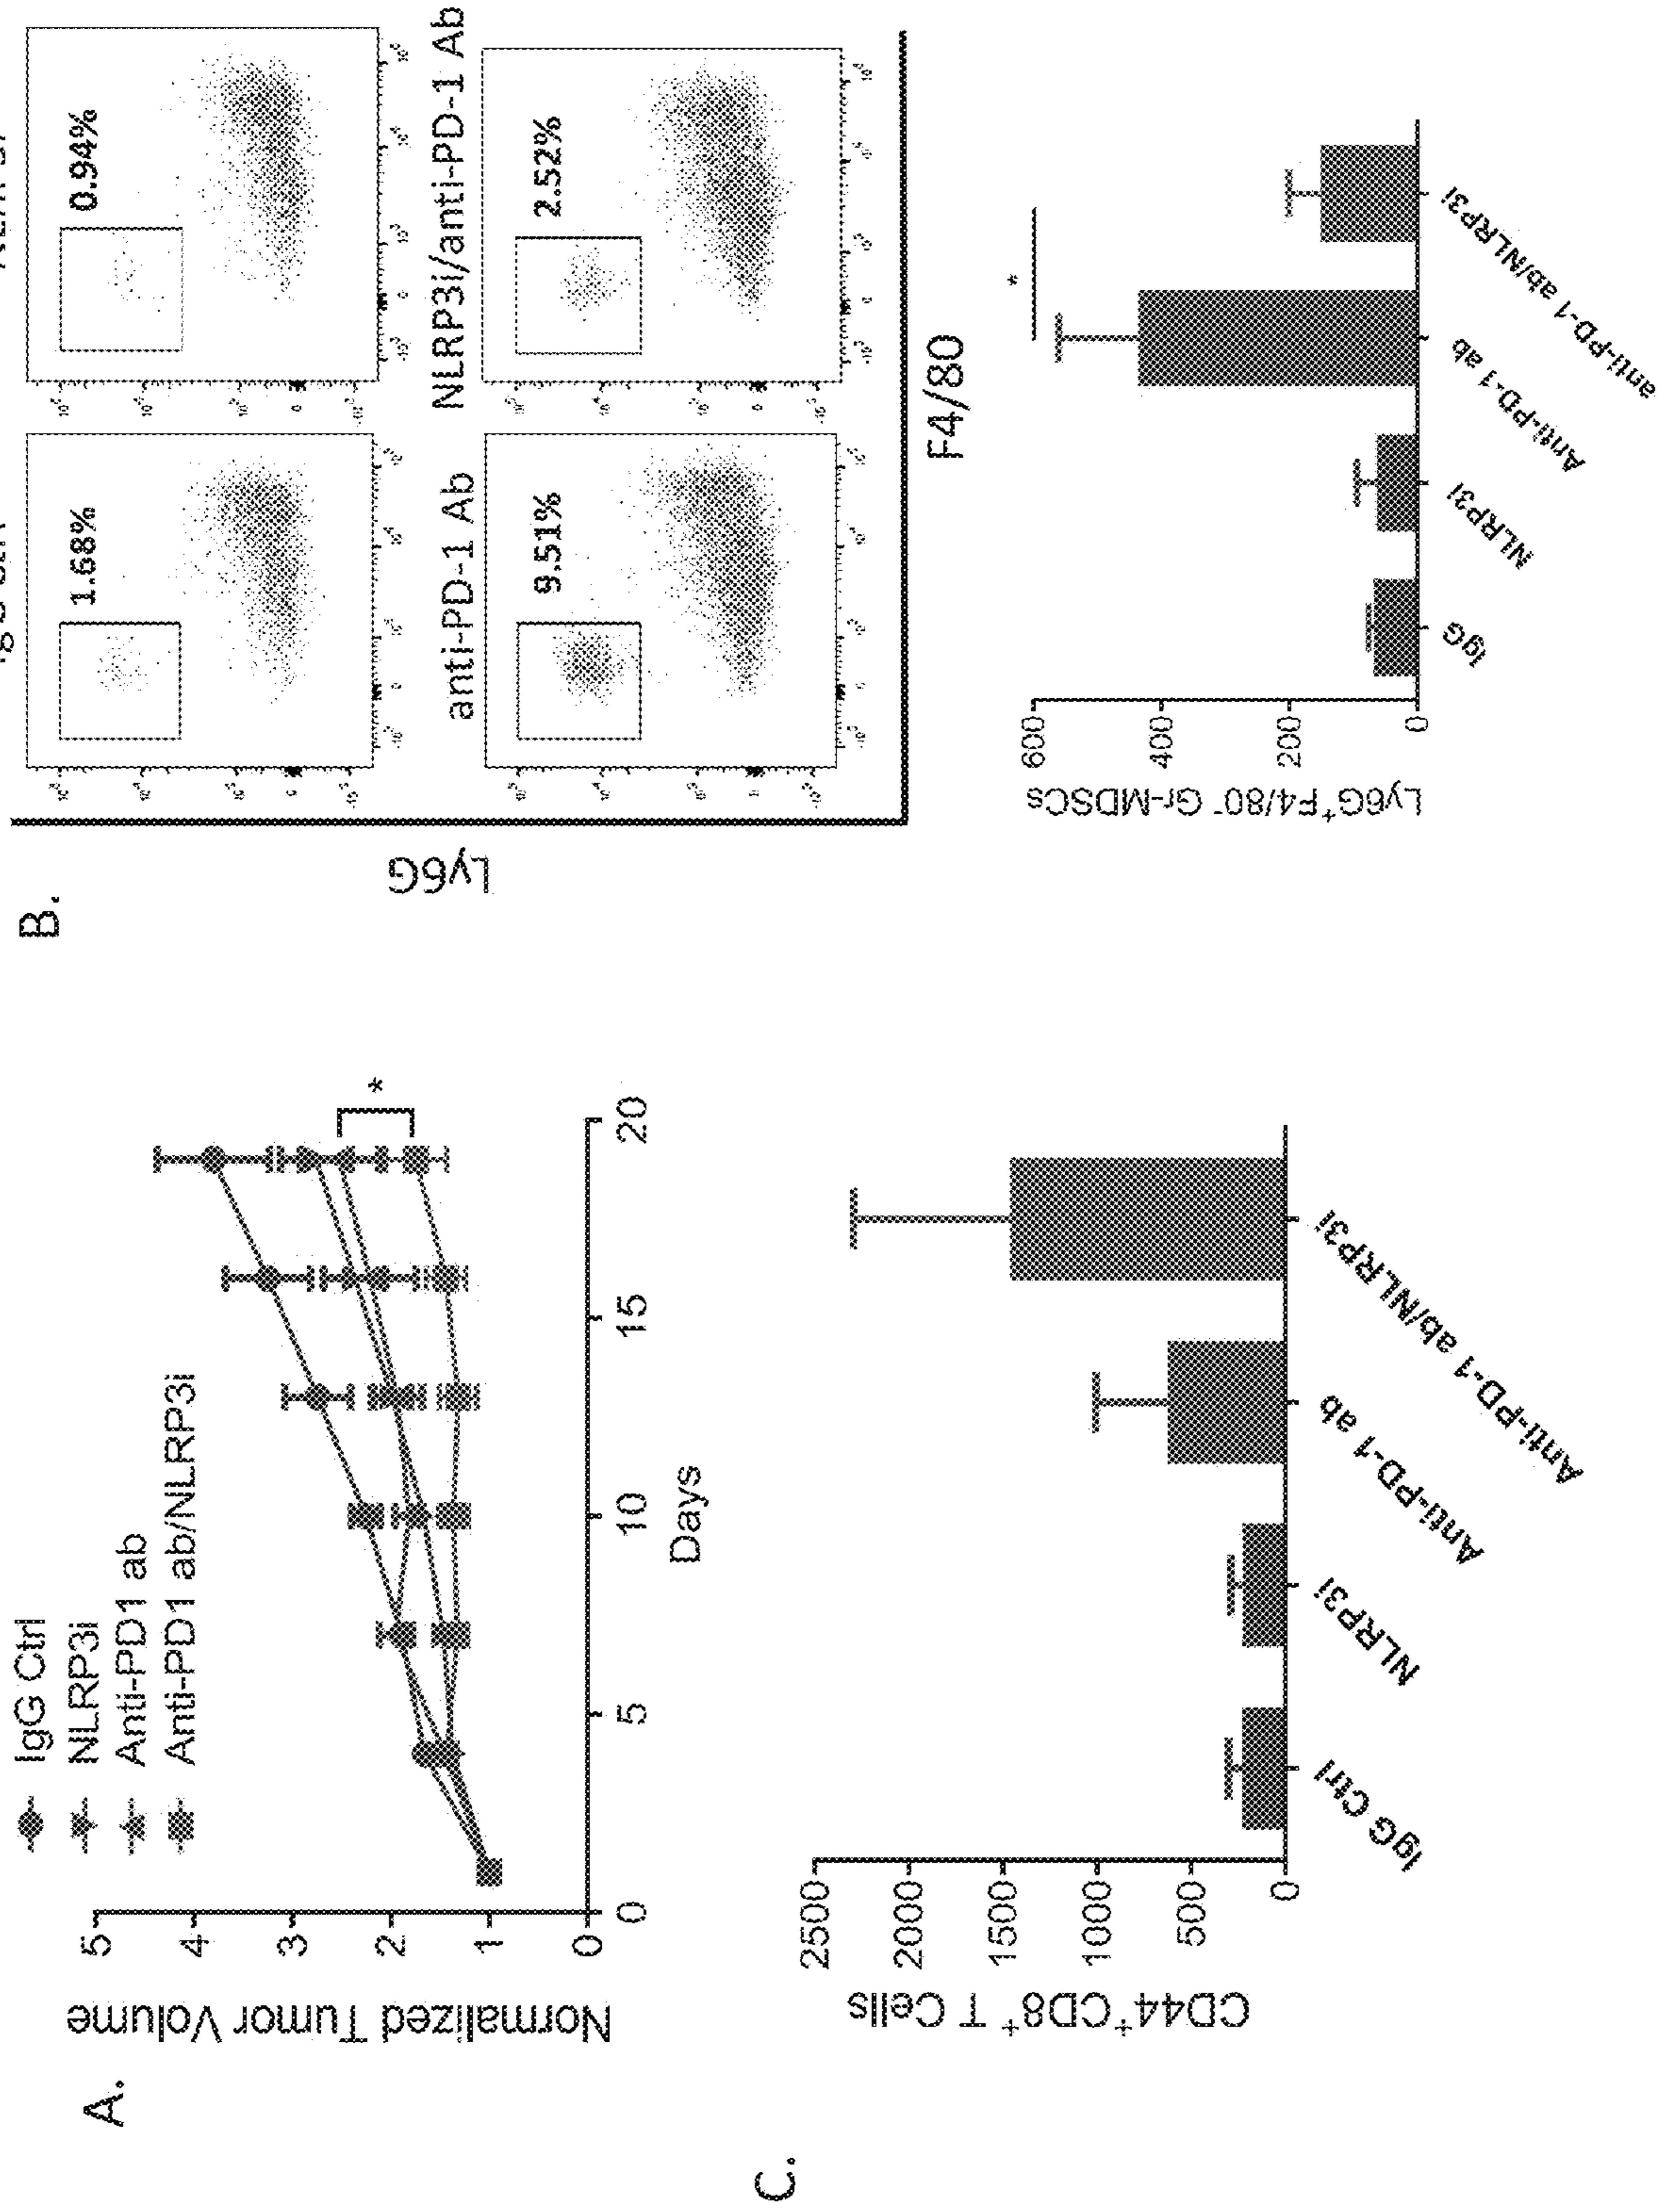 A.
IgG Ctrl
NLRP3i
Anti-PD1 ab
Anti-PD1 ab/NLRP3i
Normalized Tumor Volume
5
4
3
2
1
0
0
5
10
15
20
Days
*
B.
Ly6G
1.68%
0.94%
anti-PD-1 Ab
NLRP3i/anti-PD-1 Ab
9.51%
2.52%
F4/80
Ly6G⁺F4/80⁻ Gr-MDSCs
600
400
200
0
*
IgG
NLRP3i
Anti-PD-1 ab
anti-PD-1 ab/NLRP3i
C.
CD44⁺CD8⁺ T Cells
2500
2000
1500
1000
500
0
IgG Ctrl
NLRP3i
Anti-PD-1 ab
Anti-PD-1 ab/NLRP3i